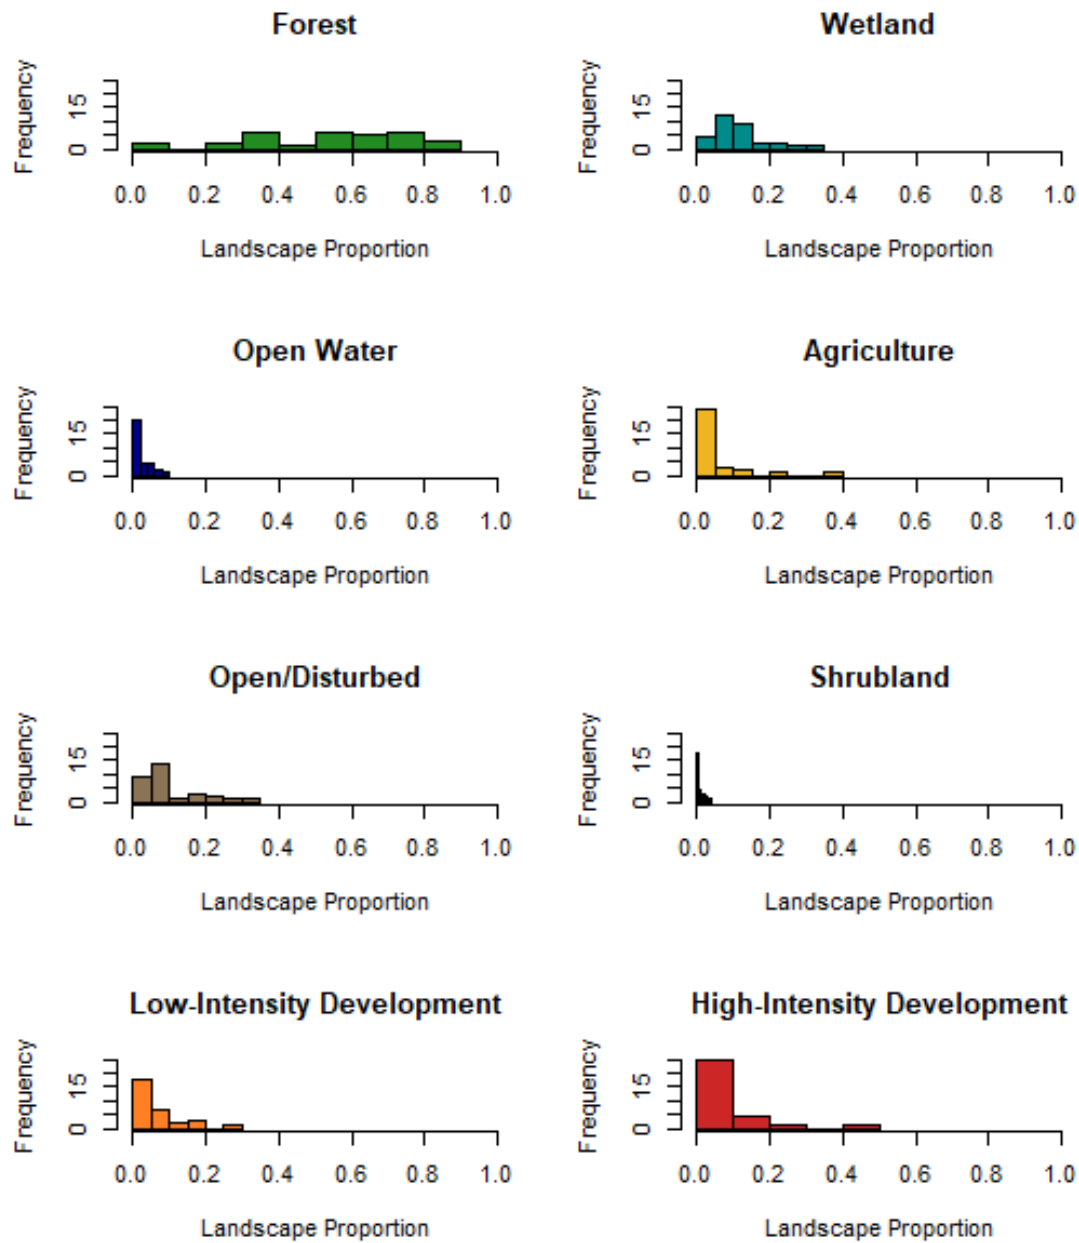 Forest
Frequency
0 15
0.0 0.2 0.4 0.6 0.8 1.0
Landscape Proportion
Wetland
Frequency
0 15
0.0 0.2 0.4 0.6 0.8 1.0
Landscape Proportion
Open Water
Frequency
0 15
0.0 0.2 0.4 0.6 0.8 1.0
Landscape Proportion
Agriculture
Frequency
0 15
0.0 0.2 0.4 0.6 0.8 1.0
Landscape Proportion
Open/Disturbed
Frequency
0 15
0.0 0.2 0.4 0.6 0.8 1.0
Landscape Proportion
Shrubland
Frequency
0 15
0.0 0.2 0.4 0.6 0.8 1.0
Landscape Proportion
Low-Intensity Development
Frequency
0 15
0.0 0.2 0.4 0.6 0.8 1.0
Landscape Proportion
High-Intensity Development
Frequency
0 15
0.0 0.2 0.4 0.6 0.8 1.0
Landscape Proportion